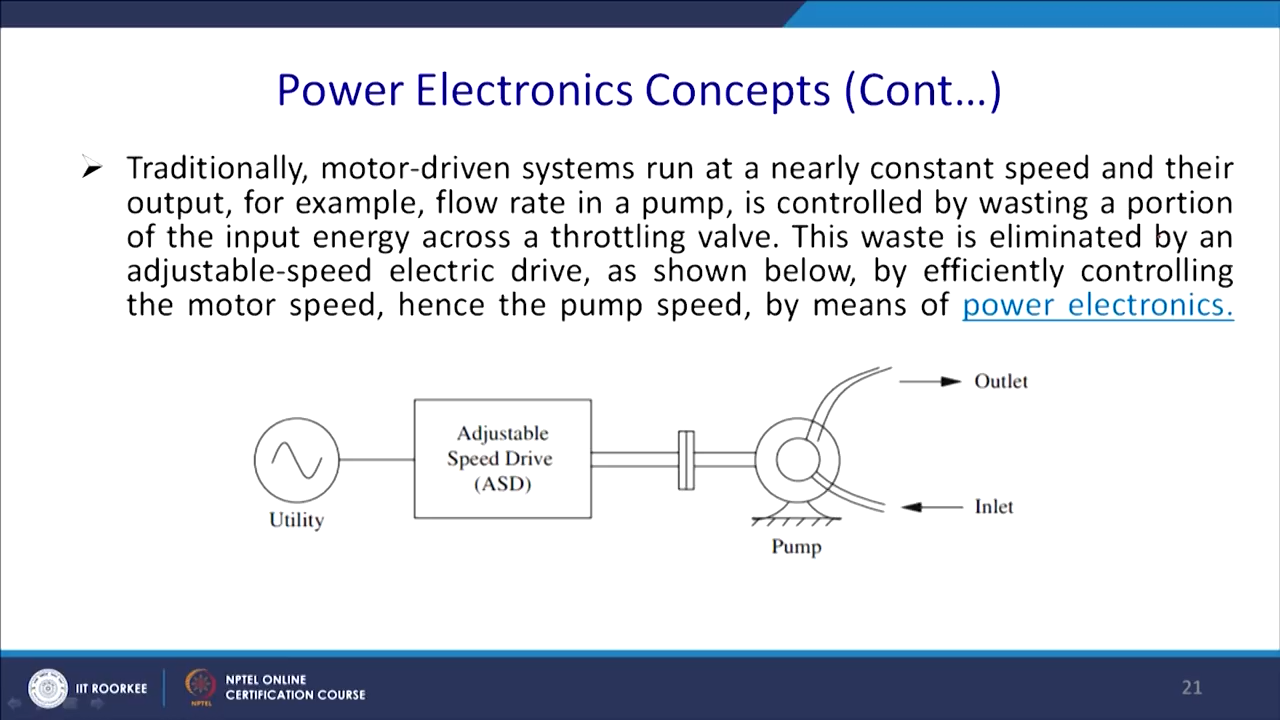 Power Electronics Concepts (Cont...)
Traditionally, motor-driven systems run at a nearly constant speed and their
output, for example, flow rate in a pump, is controlled by wasting a portion
of the input energy across a throttling valve. This waste is eliminated by an
adjustable-speed electric drive, as shown below, by efficiently controlling
the motor speed, hence the pump speed, by means of power electronics.
Outlet
Adjustable
Speed Drive
(ASD)
Utility
Inlet
Pump
IIT ROORKEE
NPTEL
NPTEL ONLINE
CERTIFICATION COURSE
21